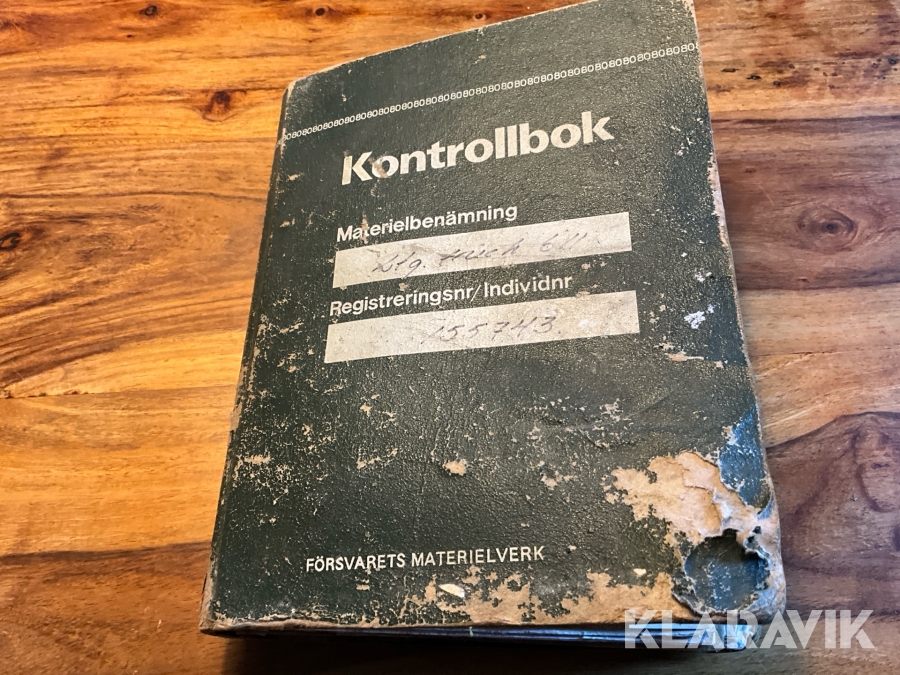 Kontrollbok
Materielbenämning
Registreringsnr/Individnr
155743
FÖRSVARETS MATERIELVERK
KLARAVIK